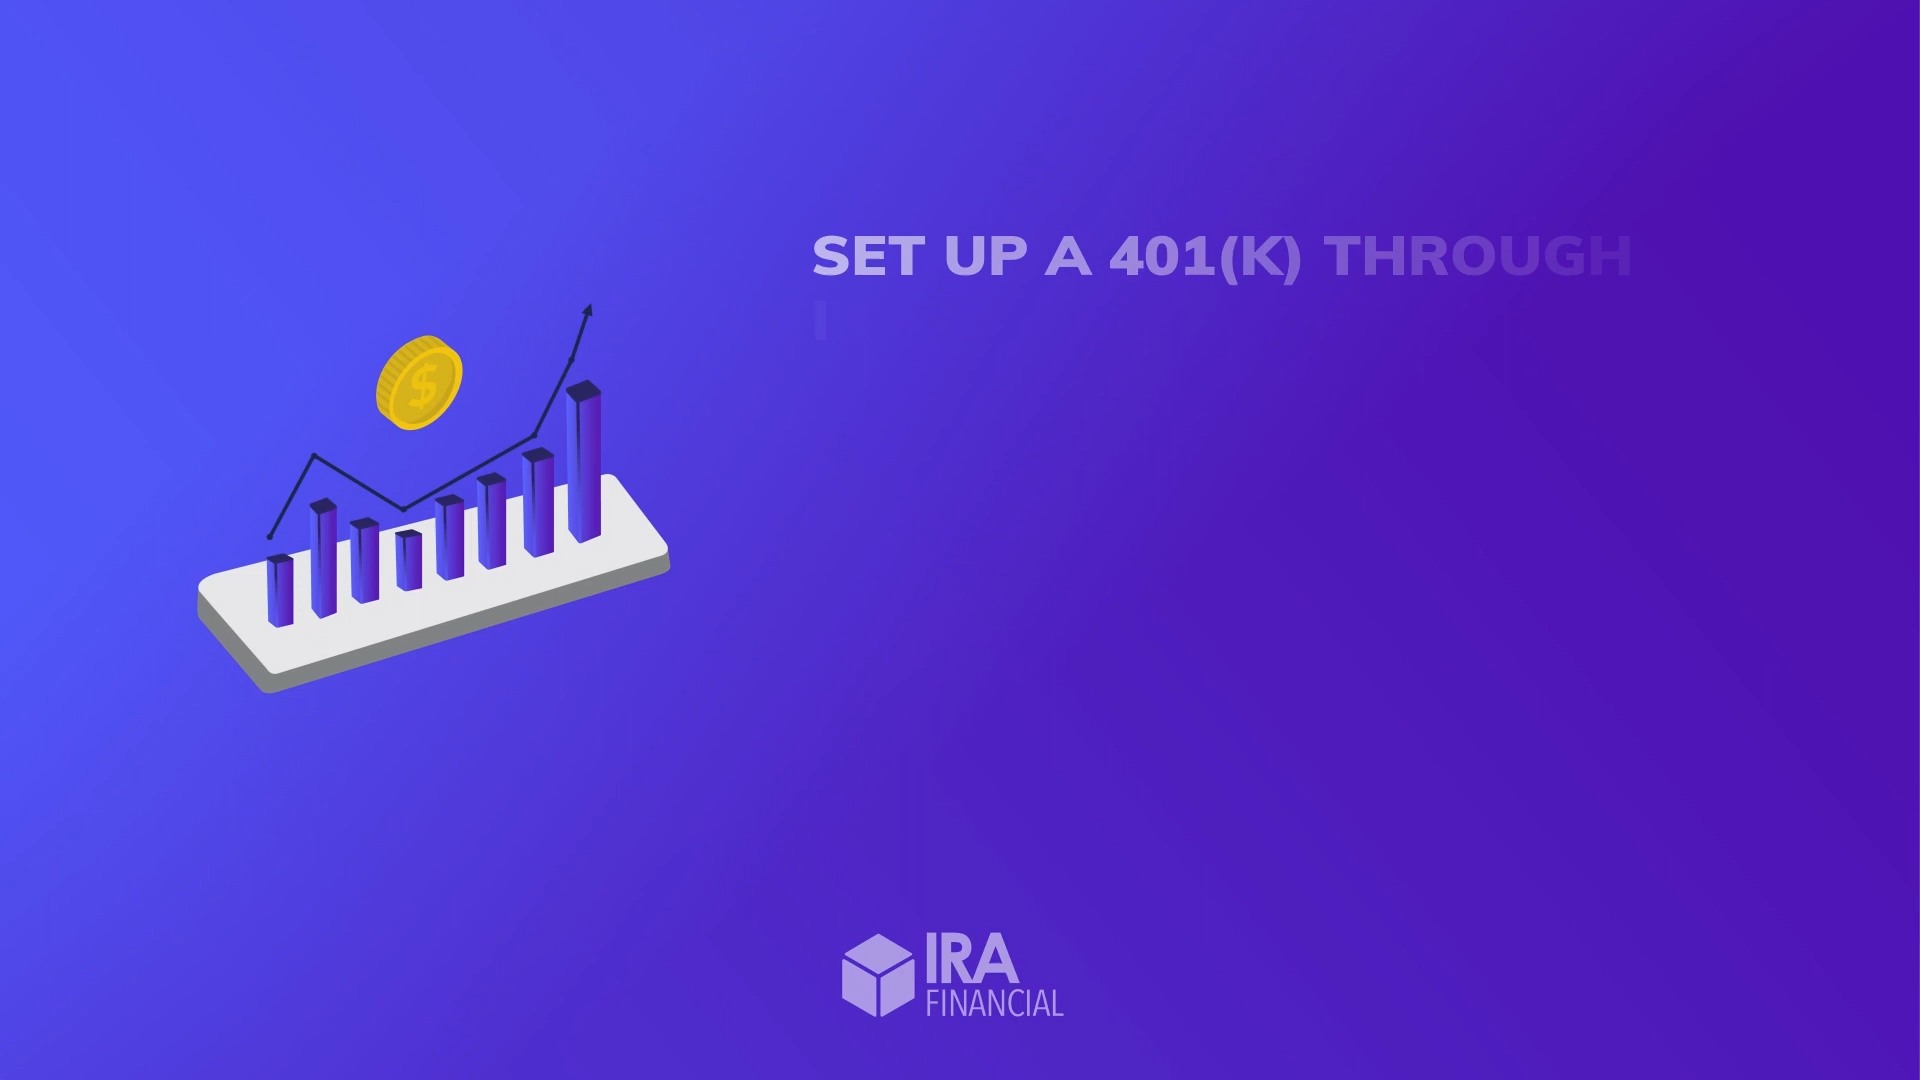 SET UP A 401(K) THROUGH
$
IRA
FINANCIAL